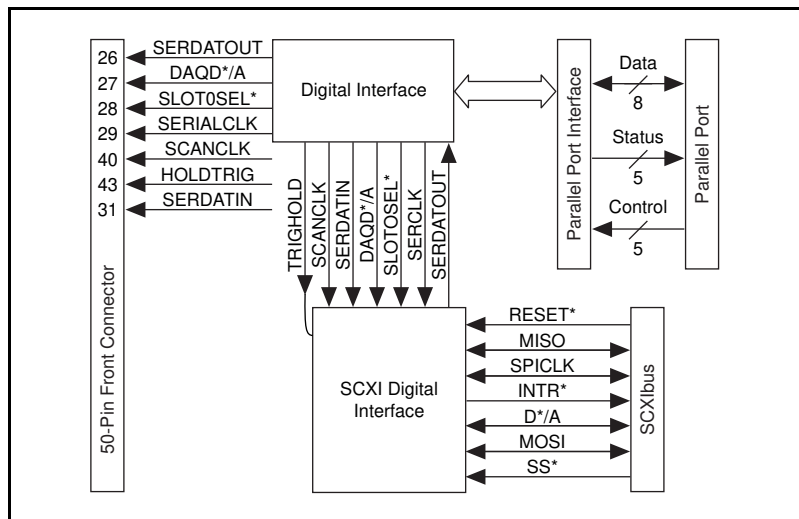 50-Pin Front Connector
26
27
28
29
40
43
31
SERDATOUT
DAQD*/A
SLOT0SEL*
SERIALCLK
SCANCLK
HOLDTRIG
SERDATIN
Digital Interface
Parallel Port Interface
Data
8
Status
5
Control
5
Parallel Port
TRIGHOLD
SCANCLK
SERDATIN
DAQD*/A
SLOTOSEL*
SERCLK
SERDATOUT
SCXI Digital
Interface
RESET*
MISO
SPICLK
INTR*
D*/A
MOSI
SS*
SCXIbus